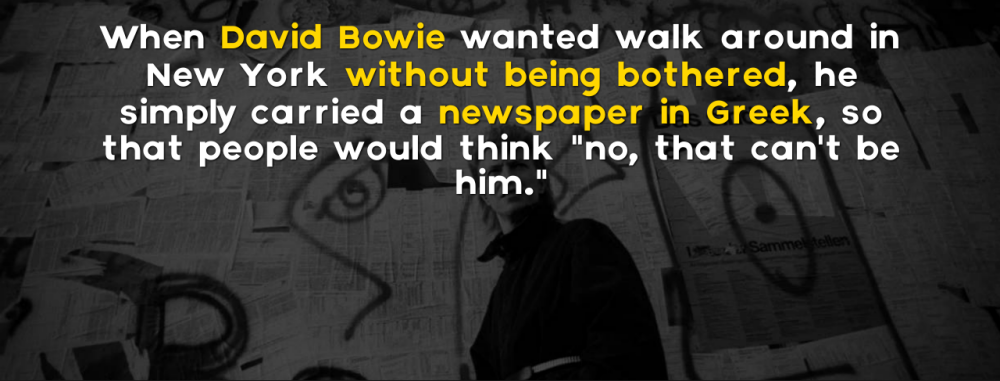 When David Bowie wanted walk around in
New York without being bothered, he
simply carried a newspaper in Greek, so
that people would think "no, that can't be
him."
Sammelstellen